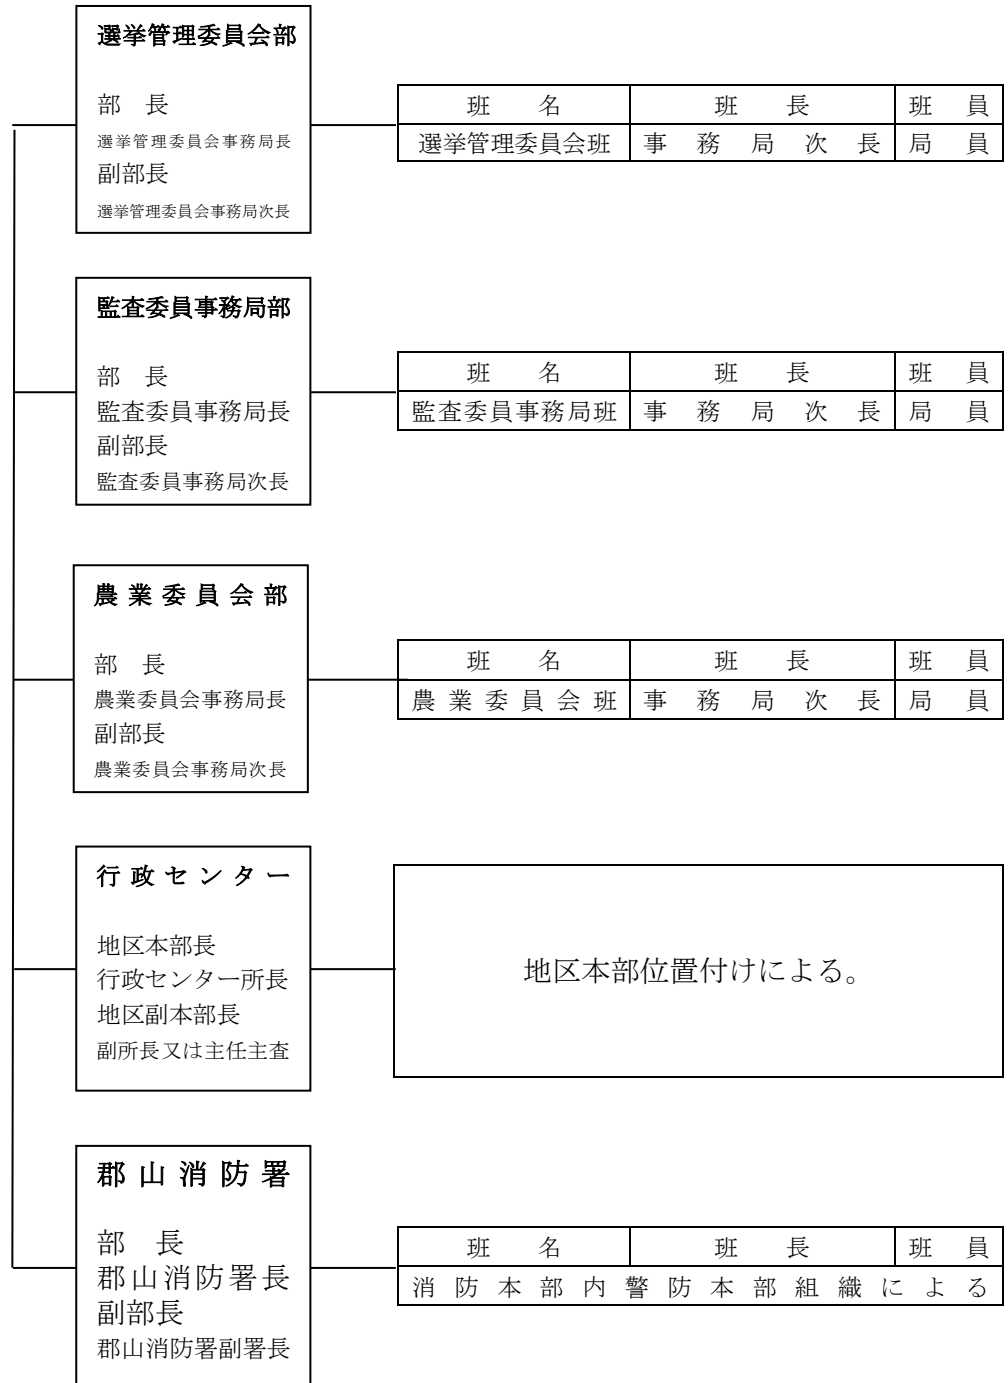 選挙管理委員会部
部　長
選挙管理委員会事務局長
副部長
選挙管理委員会事務局次長
班　名　班　長　班　員
選挙管理委員会班　事務局次長　局員
監査委員事務局部
部　長
監査委員事務局長
副部長
監査委員事務局次長
班　名　班　長　班　員
監査委員事務局班　事務局次長　局員
農業委員会部
部　長
農業委員会事務局長
副部長
農業委員会事務局次長
班　名　班　長　班　員
農業委員会班　事務局次長　局員
行政センター
地区本部長
行政センター所長
地区副本部長
副所長又は主任主査
地区本部位置付けによる。
郡山消防署
部　長
郡山消防署長
副部長
郡山消防署副署長
班　名　班　長　班　員
消防本部内警防本部組織による